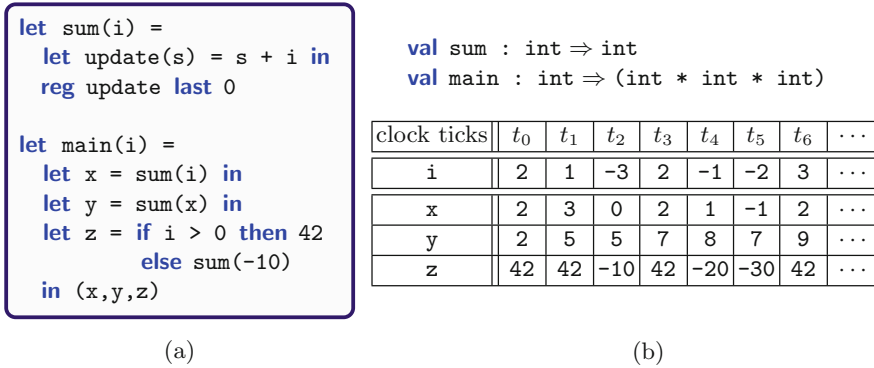 let sum(i) =
let update(s) = s + i in
reg update last 0
let main(i) =
let x = sum(i) in
let y = sum(x) in
let z = if i > 0 then 42
else sum(-10)
in (x,y,z)
(a)
val sum : int ⇒ int
val main : int ⇒ (int * int * int)
clock ticks t0 t1 t2 t3 t4 t5 t6 ···
i 2 1 -3 2 -1 -2 3 ···
x 2 3 0 2 1 -1 2 ···
y 2 5 5 7 8 7 9 ···
z 42 42 -10 42 -20 -30 42 ···
(b)